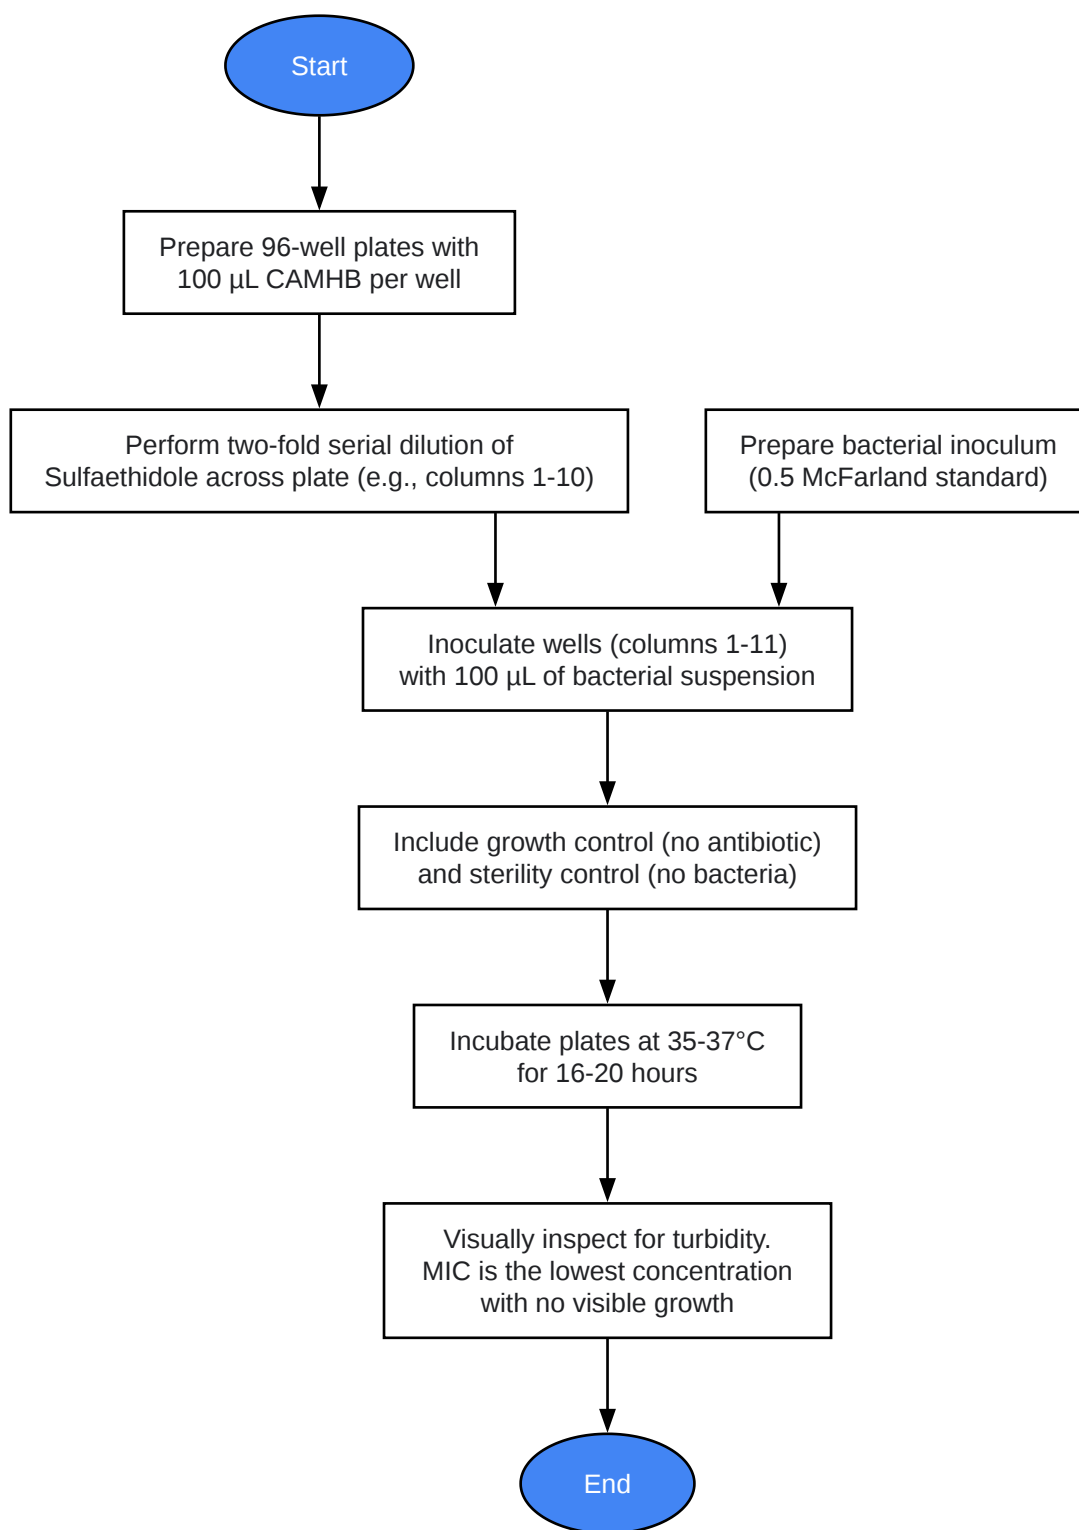 Start
Prepare 96-well plates with
100 µL CAMHB per well
Perform two-fold serial dilution of
Sulfaethidole across plate (e.g., columns 1-10)
Prepare bacterial inoculum
(0.5 McFarland standard)
Inoculate wells (columns 1-11)
with 100 µL of bacterial suspension
Include growth control (no antibiotic)
and sterility control (no bacteria)
Incubate plates at 35-37°C
for 16-20 hours
Visually inspect for turbidity.
MIC is the lowest concentration
with no visible growth
End